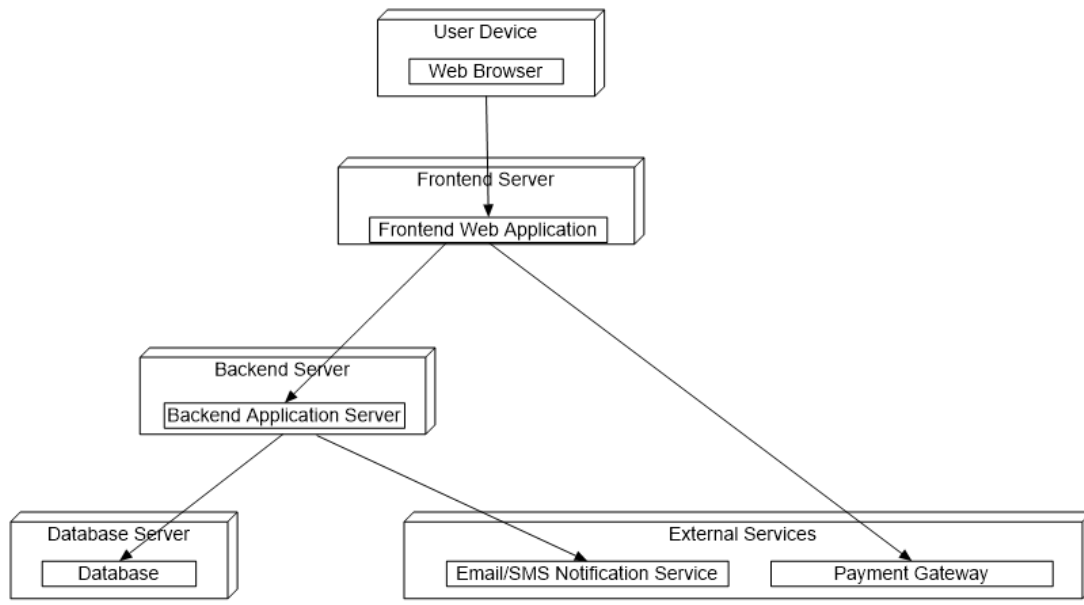 User Device
Web Browser
Frontend Server
Frontend Web Application
Backend Server
Backend Application Server
Database Server
Database
External Services
Email/SMS Notification Service
Payment Gateway